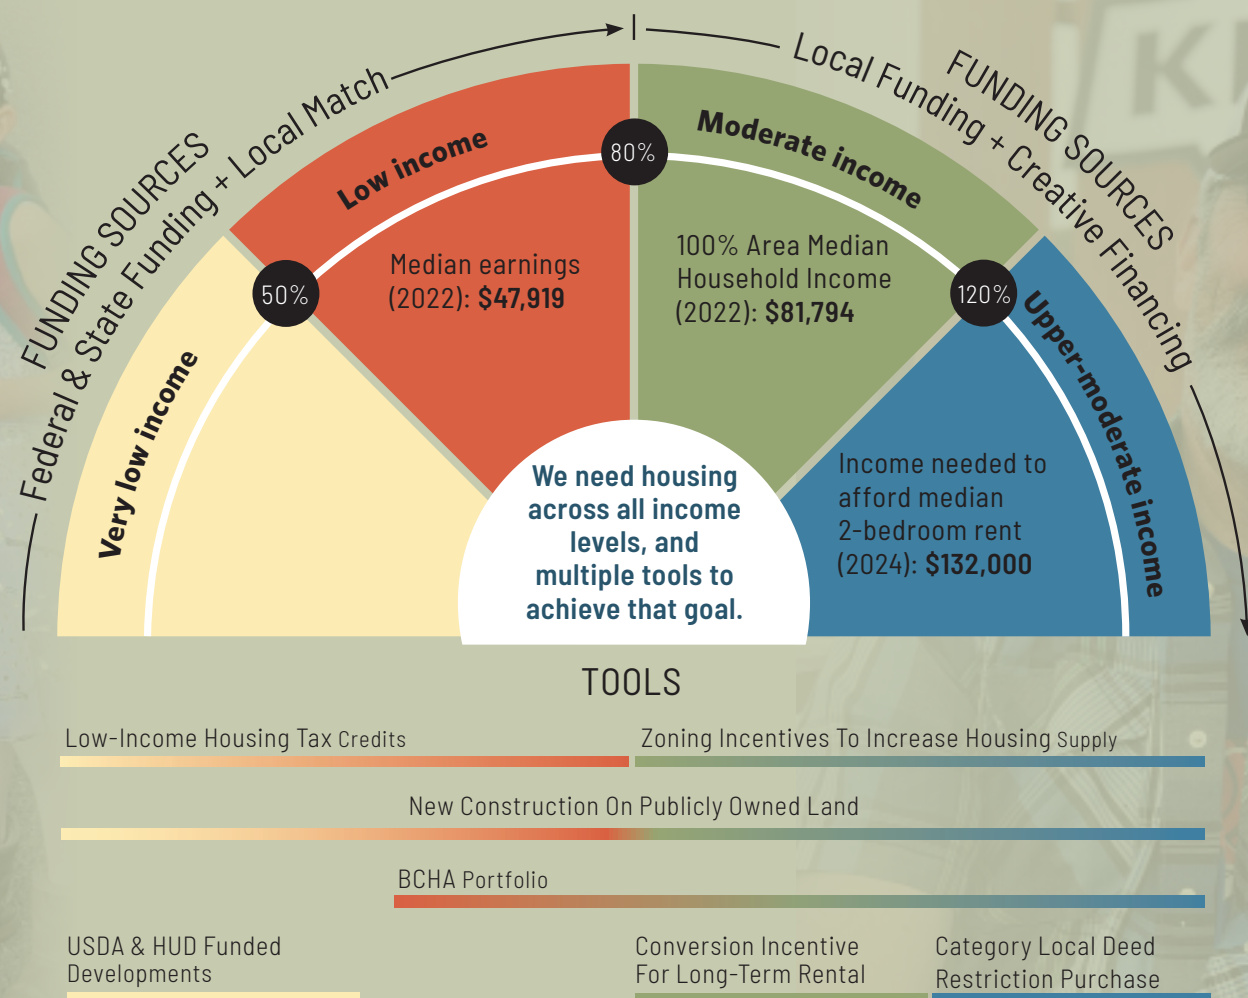 FUNDING SOURCES
Federal & State Funding + Local Match
FUNDING SOURCES
Local Funding + Creative Financing
Very low income
50%
Low income
Median earnings
(2022): $47,919
80%
Moderate income
100% Area Median
Household Income
(2022): $81,794
120%
Upper-moderate income
Income needed to
afford median
2-bedroom rent
(2024): $132,000
We need housing
across all income
levels, and
multiple tools to
achieve that goal.
TOOLS
Low-Income Housing Tax Credits
Zoning Incentives To Increase Housing Supply
New Construction On Publicly Owned Land
BCHA Portfolio
USDA & HUD Funded
Developments
Conversion Incentive
For Long-Term Rental
Category Local Deed
Restriction Purchase